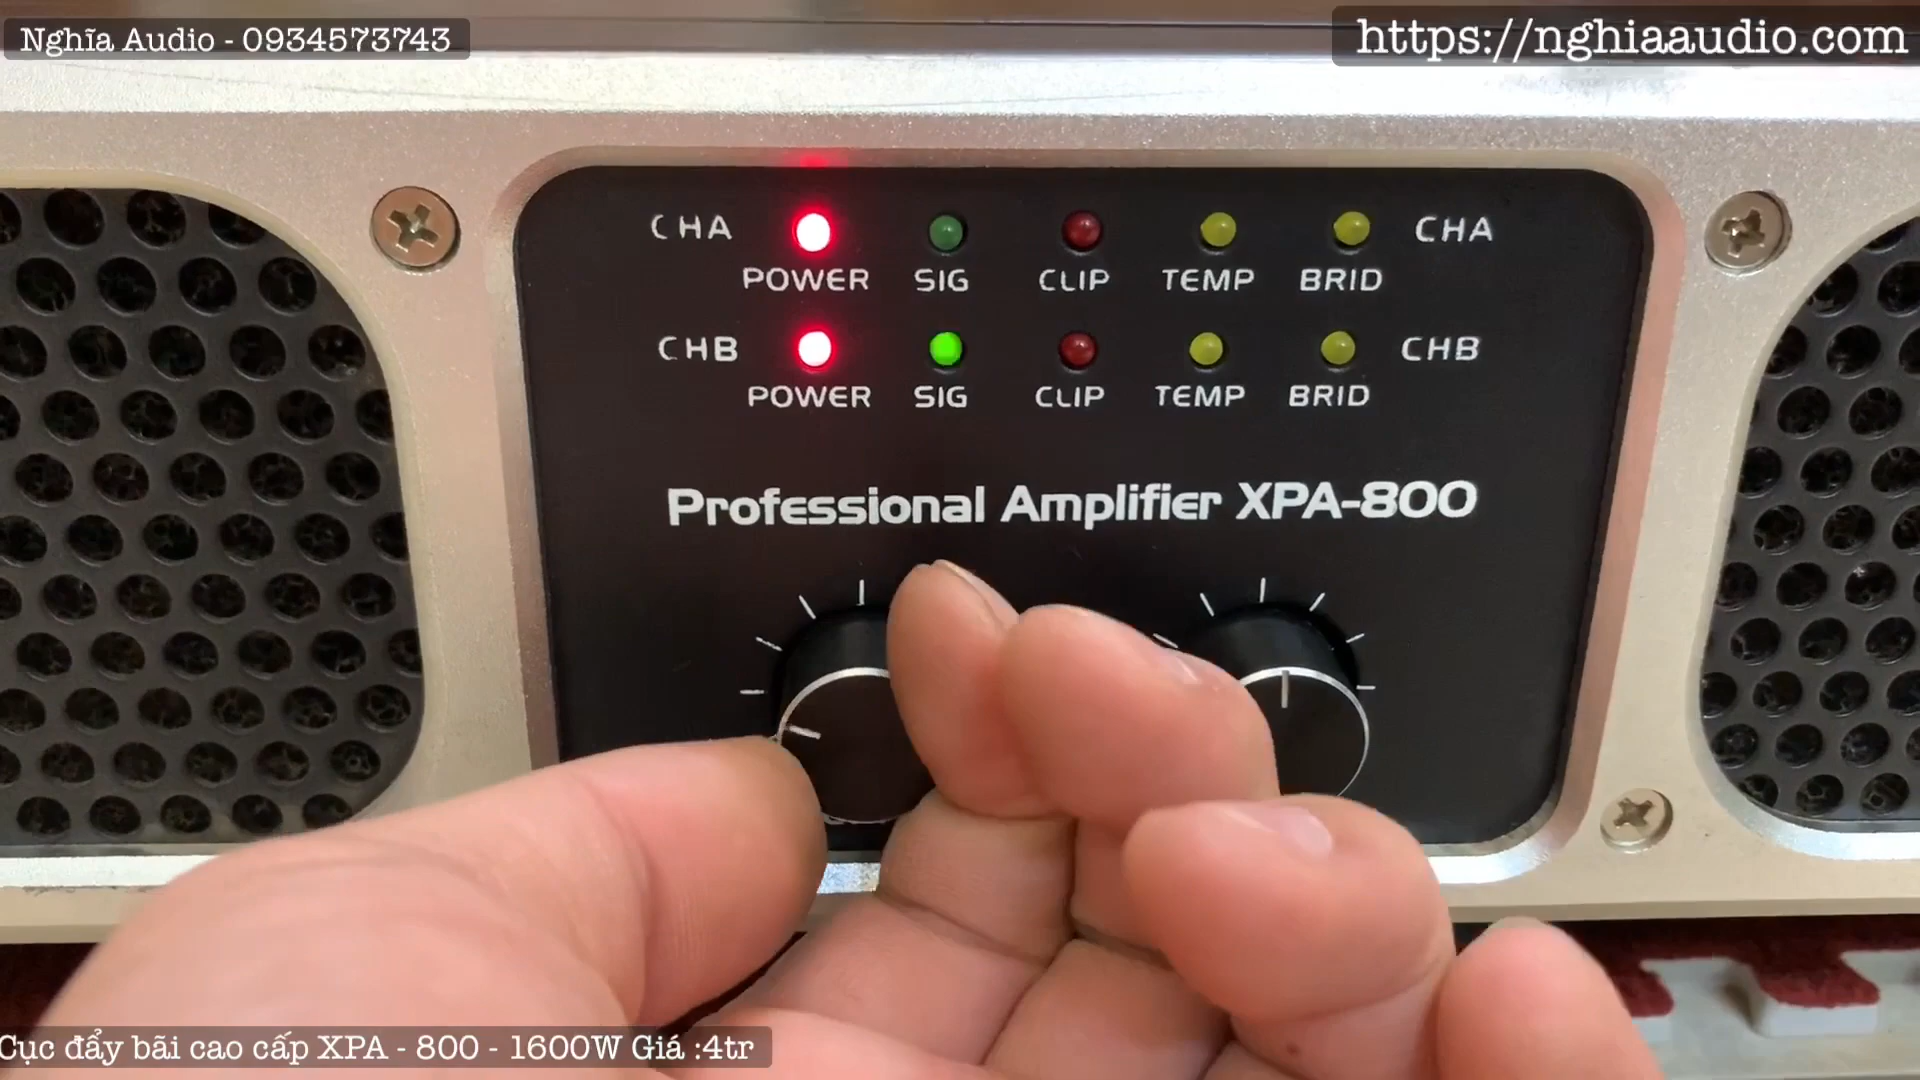 Nghĩa Audio - 0934573743
https://nghiaaudio.com
CHA CHA
POWER SIG CLIP TEMP BRID
CHB CHB
POWER SIG CLIP TEMP BRID
Professional Amplifier XPA-800
Cục đẩy bãi cao cấp XPA - 800 - 1600W Giá :4tr